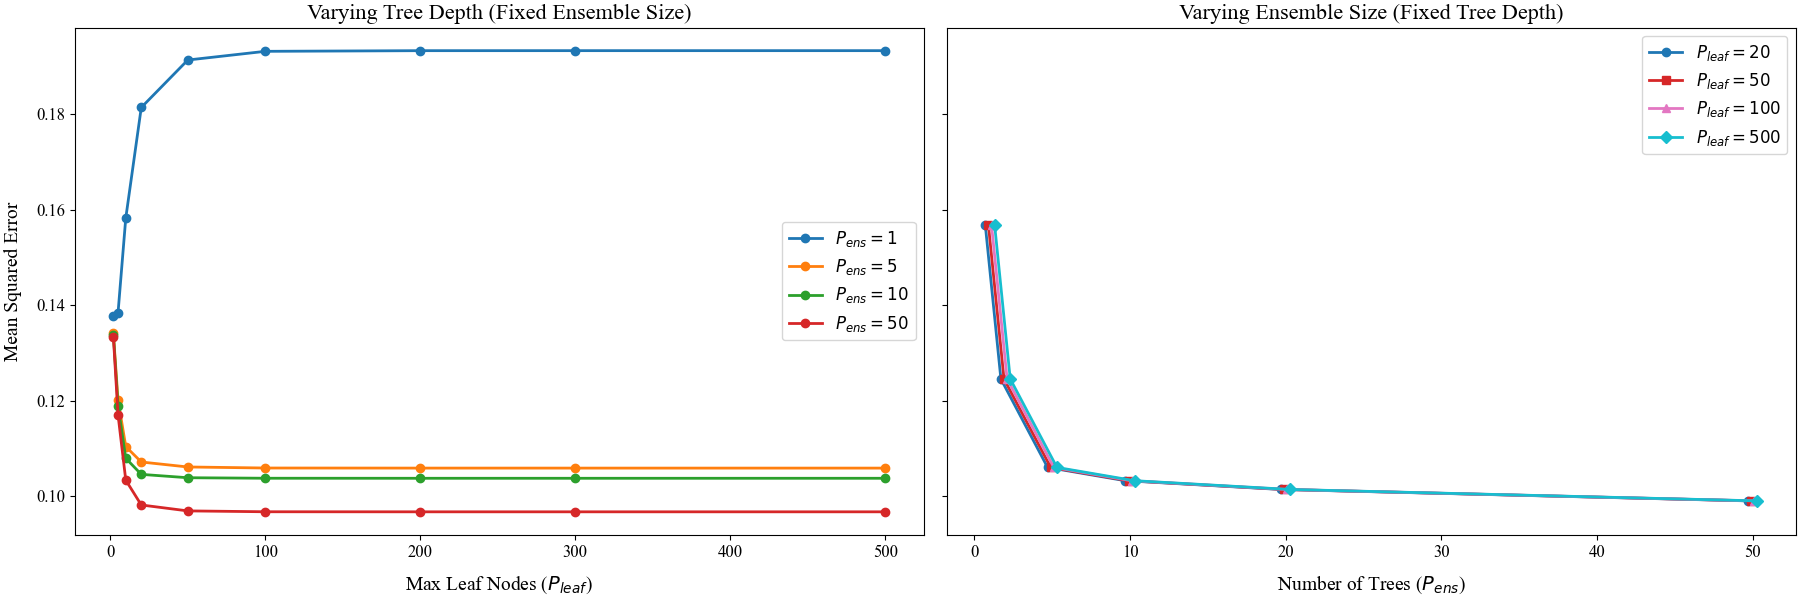 Varying Tree Depth (Fixed Ensemble Size)
Mean Squared Error
0.18
0.16
0.14
0.12
0.10
P_ens = 1
P_ens = 5
P_ens = 10
P_ens = 50
0 100 200 300 400 500
Max Leaf Nodes (P_leaf)
Varying Ensemble Size (Fixed Tree Depth)
P_leaf = 20
P_leaf = 50
P_leaf = 100
P_leaf = 500
0 10 20 30 40 50
Number of Trees (P_ens)